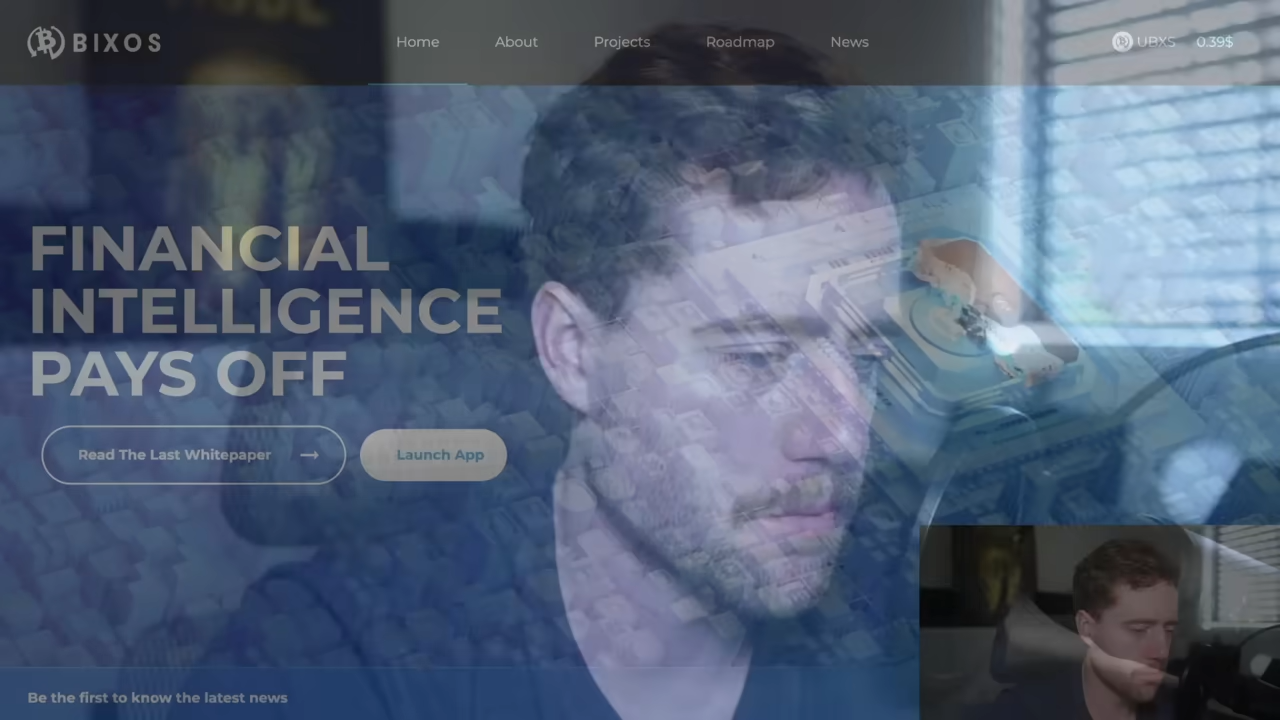 BIXOS
Home About Projects Roadmap News
UBXS 0.39$
FINANCIAL
INTELLIGENCE
PAYS OFF
Read The Last Whitepaper → Launch App
Be the first to know the latest news